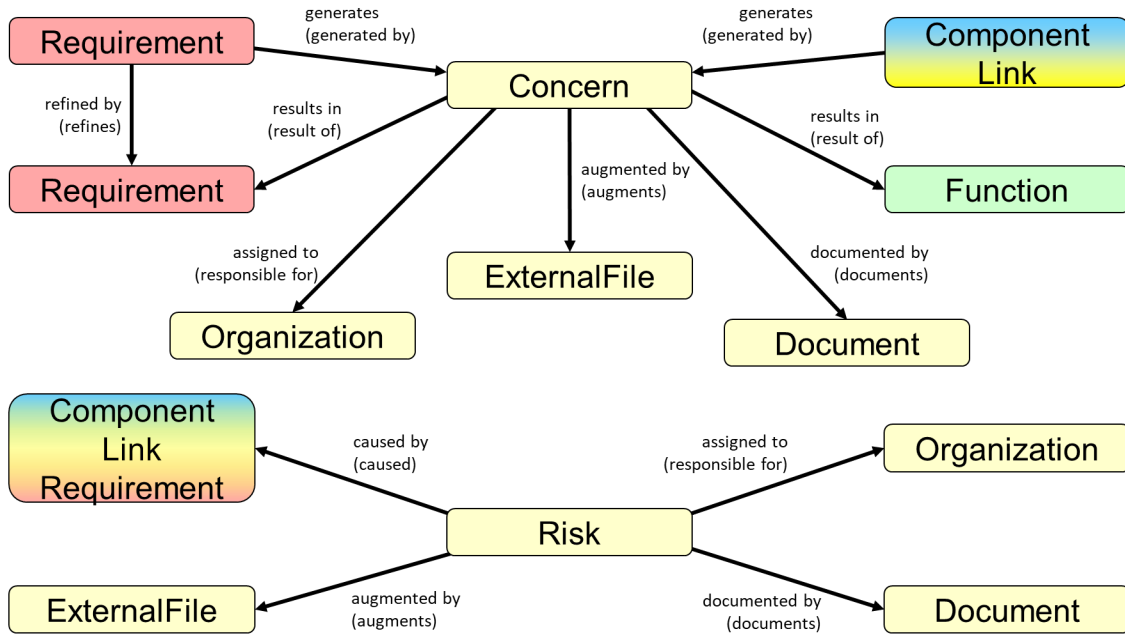 Requirement
generates
(generated by)
generates
(generated by)
Component
Link
Concern
refined by
(refines)
results in
(result of)
results in
(result of)
augmented by
(augments)
Requirement
Function
assigned to
(responsible for)
documented by
(documents)
ExternalFile
Organization
Document
Component
Link
Requirement
caused by
(caused)
assigned to
(responsible for)
Organization
Risk
ExternalFile
augmented by
(augments)
documented by
(documents)
Document